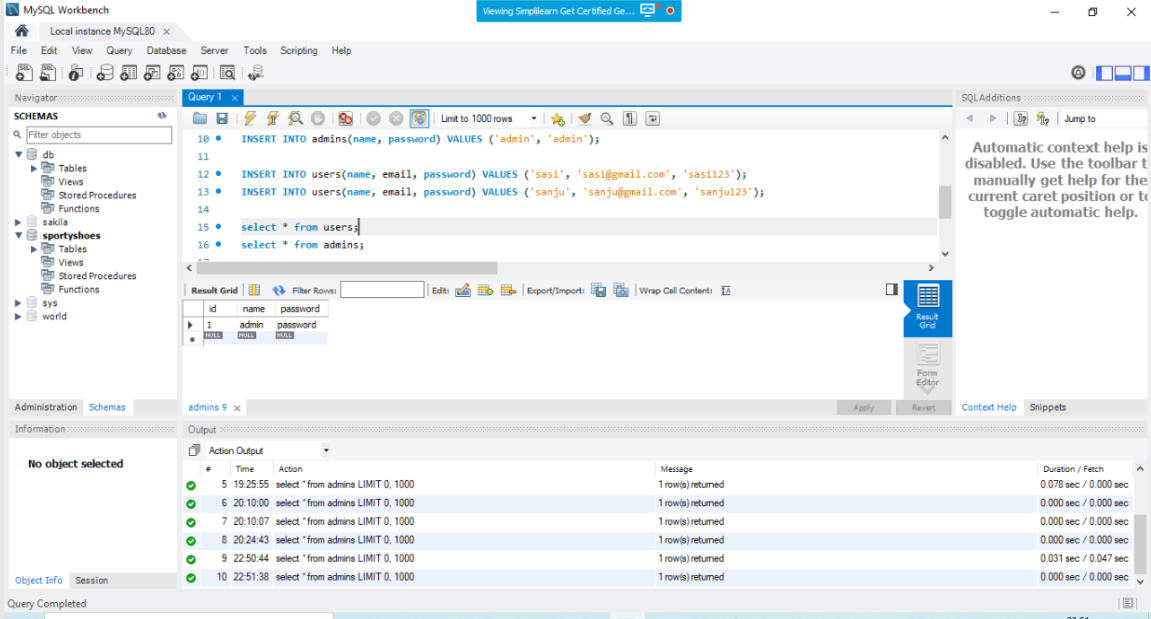 MySQL Workbench
Viewing Simplilearn Get Certified Ge...
Local instance MySQL80 ×
File Edit View Query Database Server Tools Scripting Help
Navigator
SCHEMAS
Filter objects
db
Tables
Views
Stored Procedures
Functions
sakila
sportyshoes
Tables
Views
Stored Procedures
Functions
sys
world
Administration Schemas
Information
No object selected
Object Info Session
Query 1 ×
Limit to 1000 rows
10 INSERT INTO admins(name, password) VALUES ('admin', 'admin');
11
12 INSERT INTO users(name, email, password) VALUES ('sasi', 'sasi@gmail.com', 'sasi123');
13 INSERT INTO users(name, email, password) VALUES ('sanju', 'sanju@gmail.com', 'sanju123');
14
15 select * from users;
16 select * from admins;
Result Grid Filter Rows: Edit: Export/Import: Wrap Cell Content: IA
id name password
1 admin password
NULL NULL NULL
Result Grid
Form Editor
admins 9 × Apply Revert
SQLAdditions
Jump to
Automatic context help is
disabled. Use the toolbar t
manually get help for the
current caret position or to
toggle automatic help.
Context Help Snippets
Output
Action Output
# Time Action Message Duration / Fetch
5 19:25:55 select * from admins LIMIT 0, 1000 1 row(s) returned 0.078 sec / 0.000 sec
6 20:10:00 select * from admins LIMIT 0, 1000 1 row(s) returned 0.000 sec / 0.000 sec
7 20:10:07 select * from admins LIMIT 0, 1000 1 row(s) returned 0.000 sec / 0.000 sec
8 20:24:43 select * from admins LIMIT 0, 1000 1 row(s) returned 0.000 sec / 0.000 sec
9 22:50:44 select * from admins LIMIT 0, 1000 1 row(s) returned 0.031 sec / 0.047 sec
10 22:51:38 select * from admins LIMIT 0, 1000 1 row(s) returned 0.000 sec / 0.000 sec
Query Completed